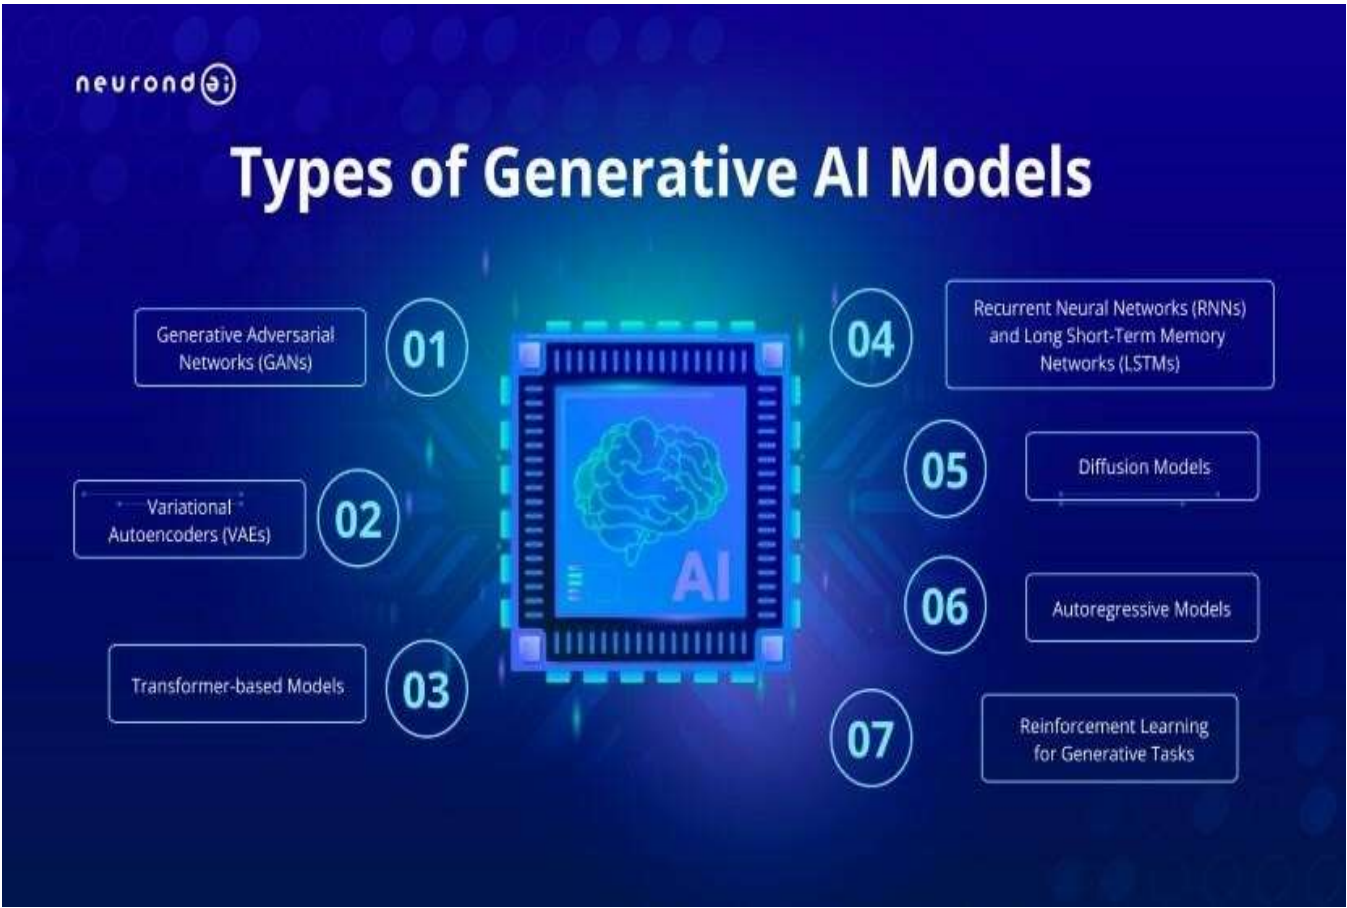 neurond ai
Types of Generative AI Models
Generative Adversarial
Networks (GANs)
01
Variational
Autoencoders (VAEs)
02
Transformer-based Models
03
04
Recurrent Neural Networks (RNNs)
and Long Short-Term Memory
Networks (LSTMs)
05
Diffusion Models
06
Autoregressive Models
07
Reinforcement Learning
for Generative Tasks
AI